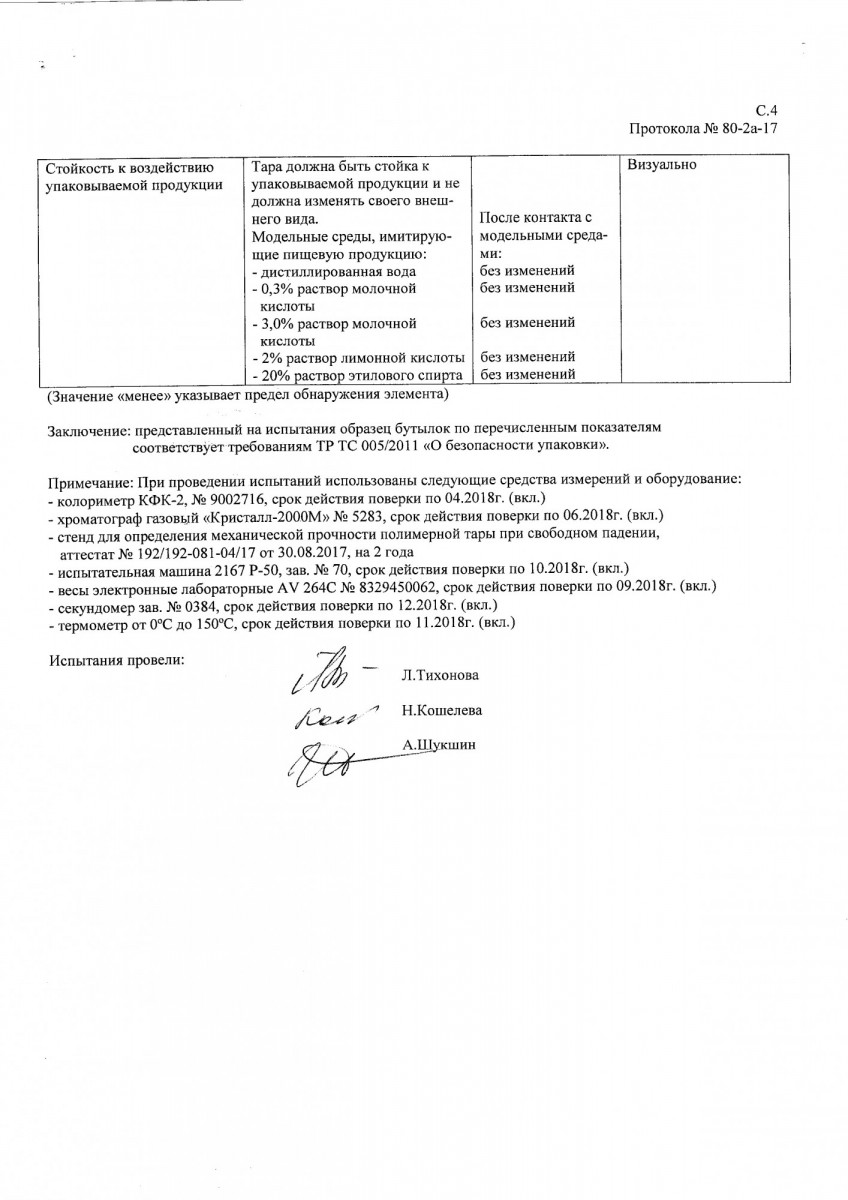 С.4
Протокола № 80-2а-17
Стойкость к воздействию
упаковываемой продукции
Тара должна быть стойка к
упаковываемой продукции и не
должна изменять своего внеш-
него вида.
Модельные среды, имитирую-
щие пищевую продукцию:
- дистиллированная вода
- 0,3% раствор молочной
кислоты
- 3,0% раствор молочной
кислоты
- 2% раствор лимонной кислоты
- 20% раствор этилового спирта
После контакта с
модельными среда-
ми:
без изменений
без изменений
без изменений
без изменений
без изменений
Визуально
(Значение «менее» указывает предел обнаружения элемента)
Заключение: представленный на испытания образец бутылок по перечисленным показателям
соответствует требованиям ТР ТС 005/2011 «О безопасности упаковки».
Примечание: При проведении испытаний использованы следующие средства измерений и оборудование:
- колориметр КФК-2, № 9002716, срок действия поверки по 04.2018г. (вкл.)
- хроматограф газовый «Кристалл-2000М» № 5283, срок действия поверки по 06.2018г. (вкл.)
- стенд для определения механической прочности полимерной тары при свободном падении,
аттестат № 192/192-081-04/17 от 30.08.2017, на 2 года
- испытательная машина 2167 Р-50, зав. № 70, срок действия поверки по 10.2018г. (вкл.)
- весы электронные лабораторные AV 264C № 8329450062, срок действия поверки по 09.2018г. (вкл.)
- секундомер зав. № 0384, срок действия поверки по 12.2018г. (вкл.)
- термометр от 0ºС до 150ºС, срок действия поверки по 11.2018г. (вкл.)
Испытания провели:
Л.Тихонова
Н.Кошелева
А.Шукшин